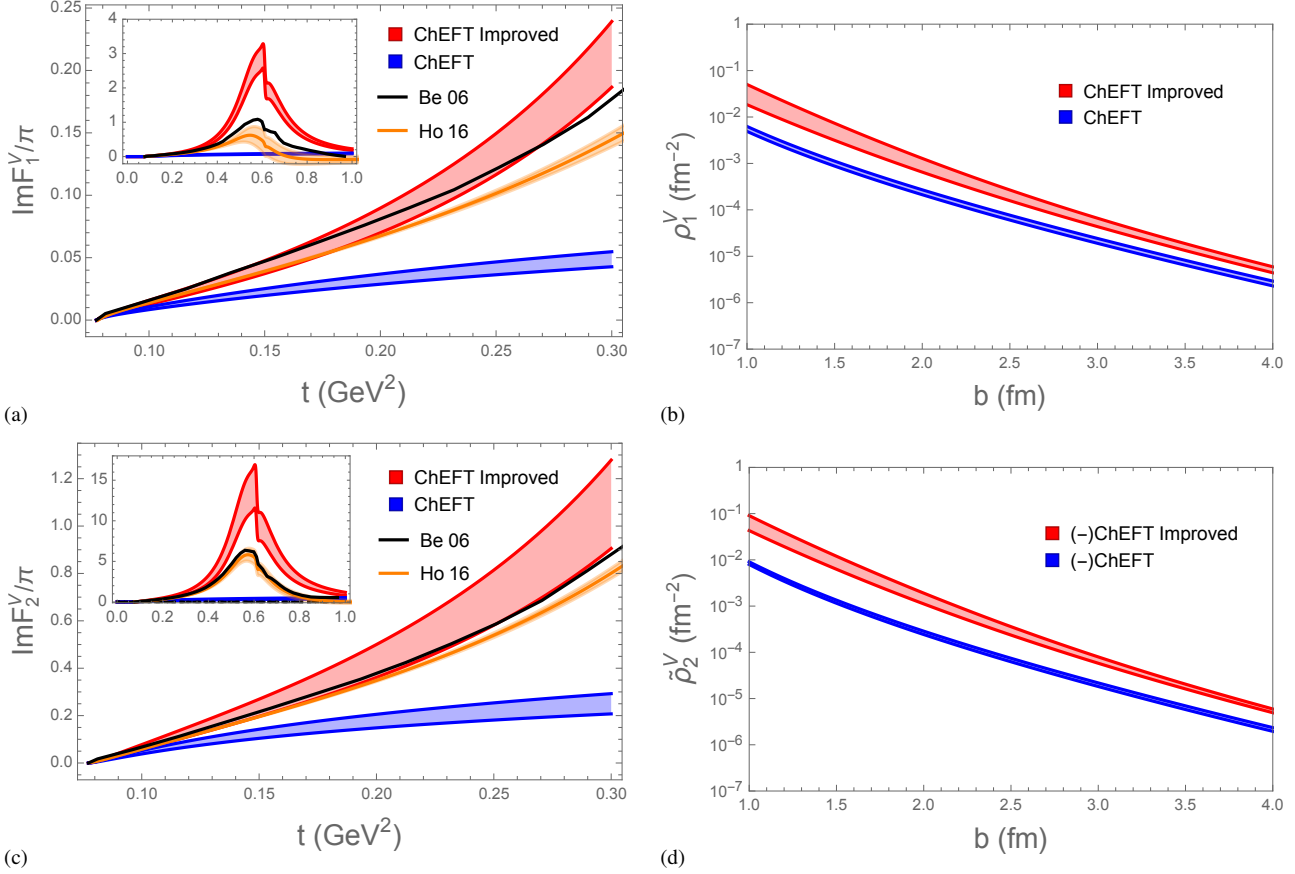 ChEFT Improved
ChEFT
Be 06
Ho 16
0.25
0.20
0.15
0.10
0.05
0.00
ImF₁ⱽ/π
4
3
2
1
0
0.0 0.2 0.4 0.6 0.8 1.0
0.10 0.15 0.20 0.25 0.30
t (GeV²)
(a)
1
10⁻¹
10⁻²
10⁻³
10⁻⁴
10⁻⁵
10⁻⁶
10⁻⁷
ρ₁ⱽ (fm⁻²)
ChEFT Improved
ChEFT
1.0 1.5 2.0 2.5 3.0 3.5 4.0
b (fm)
(b)
ChEFT Improved
ChEFT
Be 06
Ho 16
1.2
1.0
0.8
0.6
0.4
0.2
0.0
ImF₂ⱽ/π
15
10
5
0
0.0 0.2 0.4 0.6 0.8 1.0
0.10 0.15 0.20 0.25 0.30
t (GeV²)
(c)
1
10⁻¹
10⁻²
10⁻³
10⁻⁴
10⁻⁵
10⁻⁶
10⁻⁷
ρ̃₂ⱽ (fm⁻²)
(−)ChEFT Improved
(−)ChEFT
1.0 1.5 2.0 2.5 3.0 3.5 4.0
b (fm)
(d)